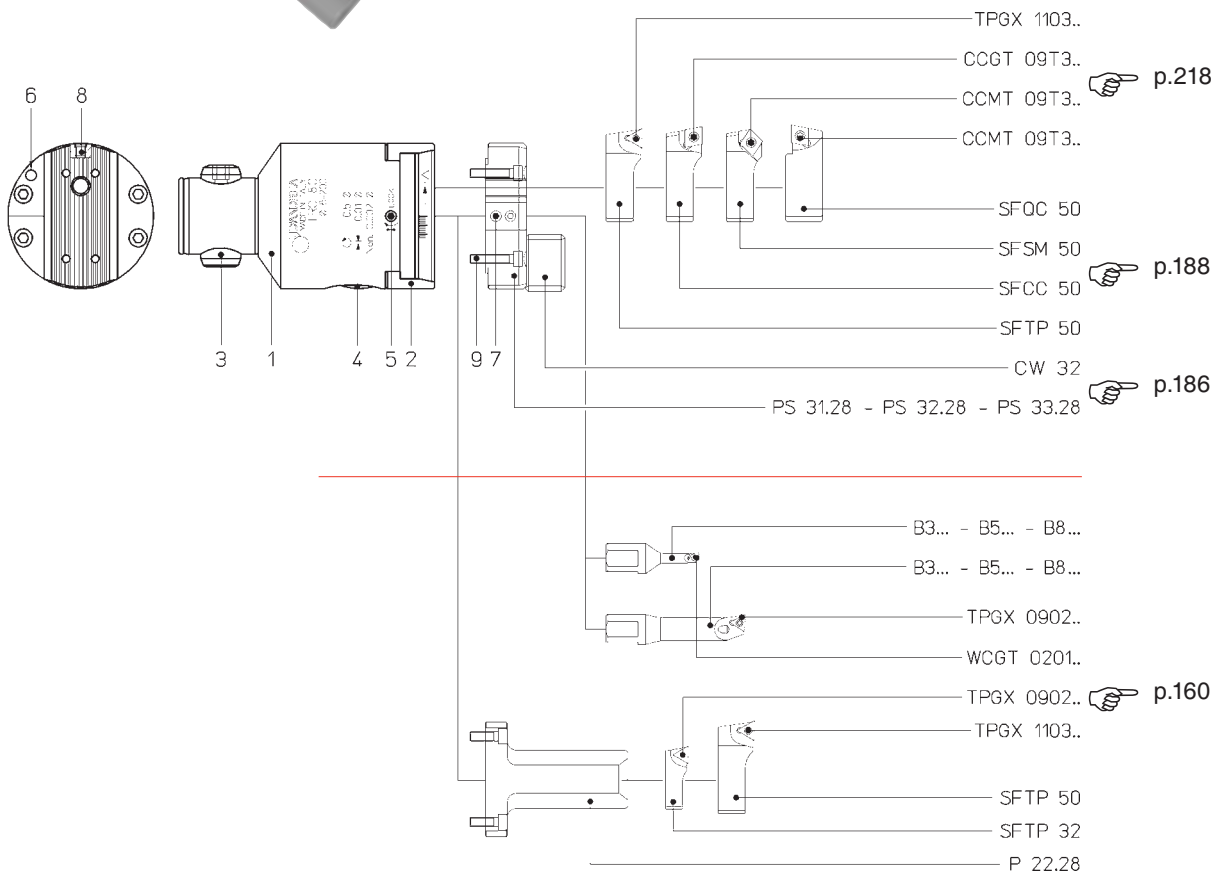 TPGX 1103..
CCGT 09T3..
CCMT 09T3..
p.218
CCMT 09T3..
6 8
SFQC 50
SFSM 50
p.188
SFCC 50
SFTP 50
3 1 4 5 2 9 7
CW 32
p.186
PS 31.28 - PS 32.28 - PS 33.28
B3... - B5... - B8...
B3... - B5... - B8...
TPGX 0902..
WCGT 0201..
TPGX 0902..
p.160
TPGX 1103..
SFTP 50
SFTP 32
P 22.28